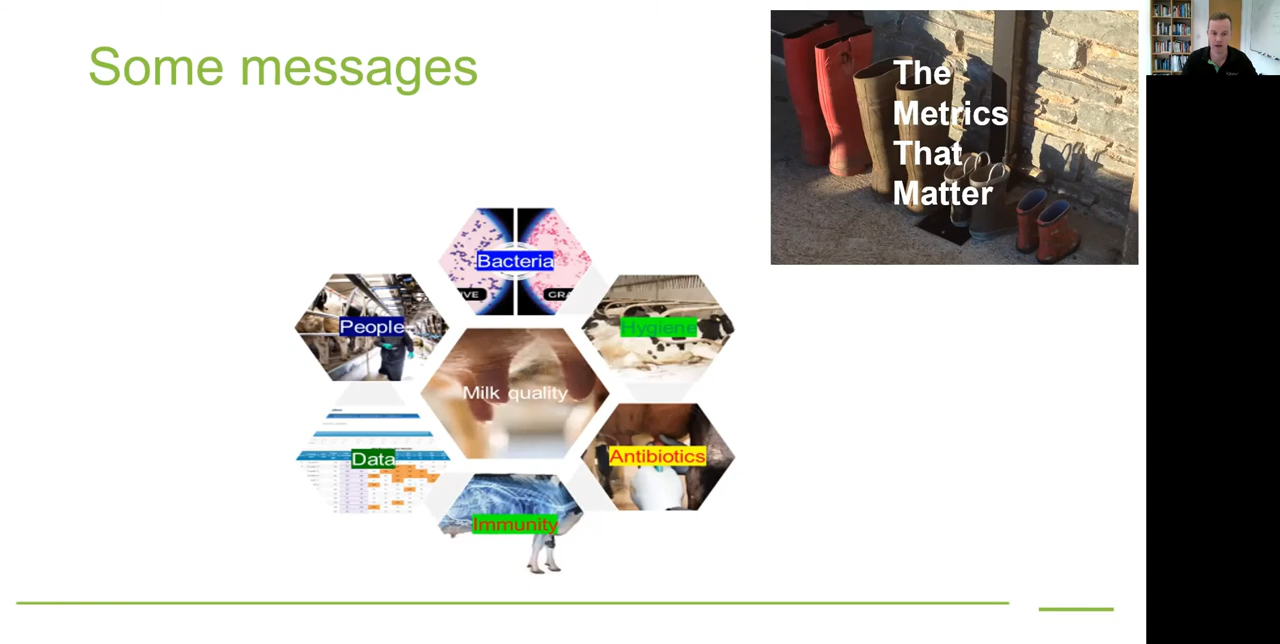 Some messages
The
Metrics
That
Matter
Bacteria
People
Hygiene
Milk quality
Data
Antibiotics
Immunity